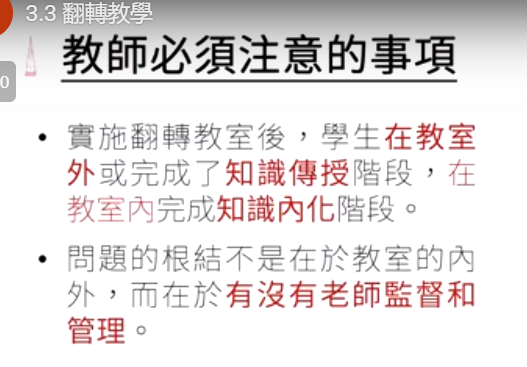 3.3 翻轉教學
教師必須注意的事項
0
• 實施翻轉教室後，學生在教室
外或完成了知識傳授階段，在
教室內完成知識內化階段。
• 問題的根結不是在於教室的內
外，而在於有沒有老師監督和
管理。